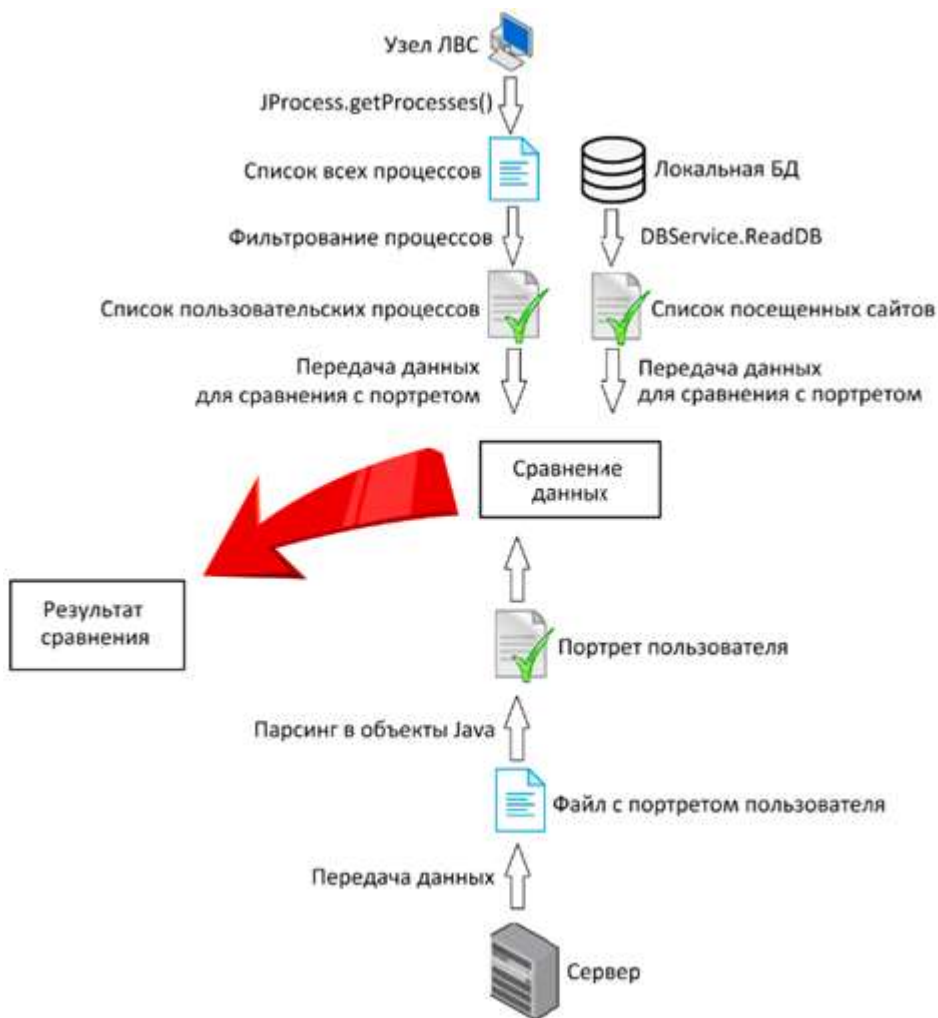 Узел ЛВС
JProcess.getProcesses()
Список всех процессов
Локальная БД
Фильтрование процессов
DBService.ReadDB
Список пользовательских процессов
Список посещенных сайтов
Передача данных
для сравнения с портретом
Передача данных
для сравнения с портретом
Сравнение
данных
Результат
сравнения
Портрет пользователя
Парсинг в объекты Java
Файл с портретом пользователя
Передача данных
Сервер